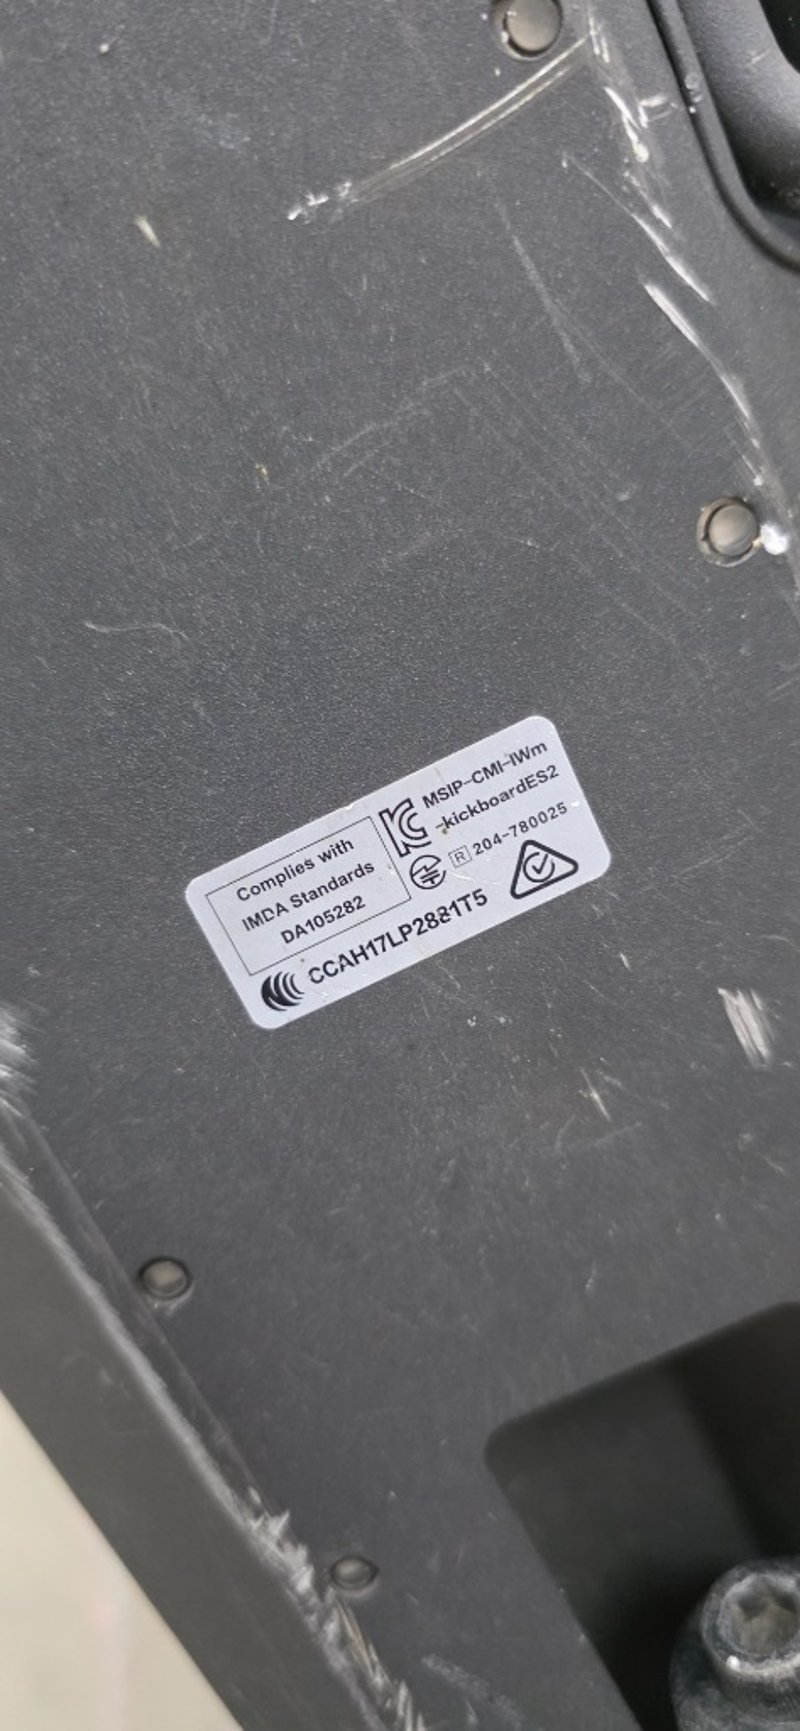 Complies with
IMDA Standards
DA105282
MSIP-CMI-IWm
-kickboardES2
R 204-780025
CCAH17LP2881T5